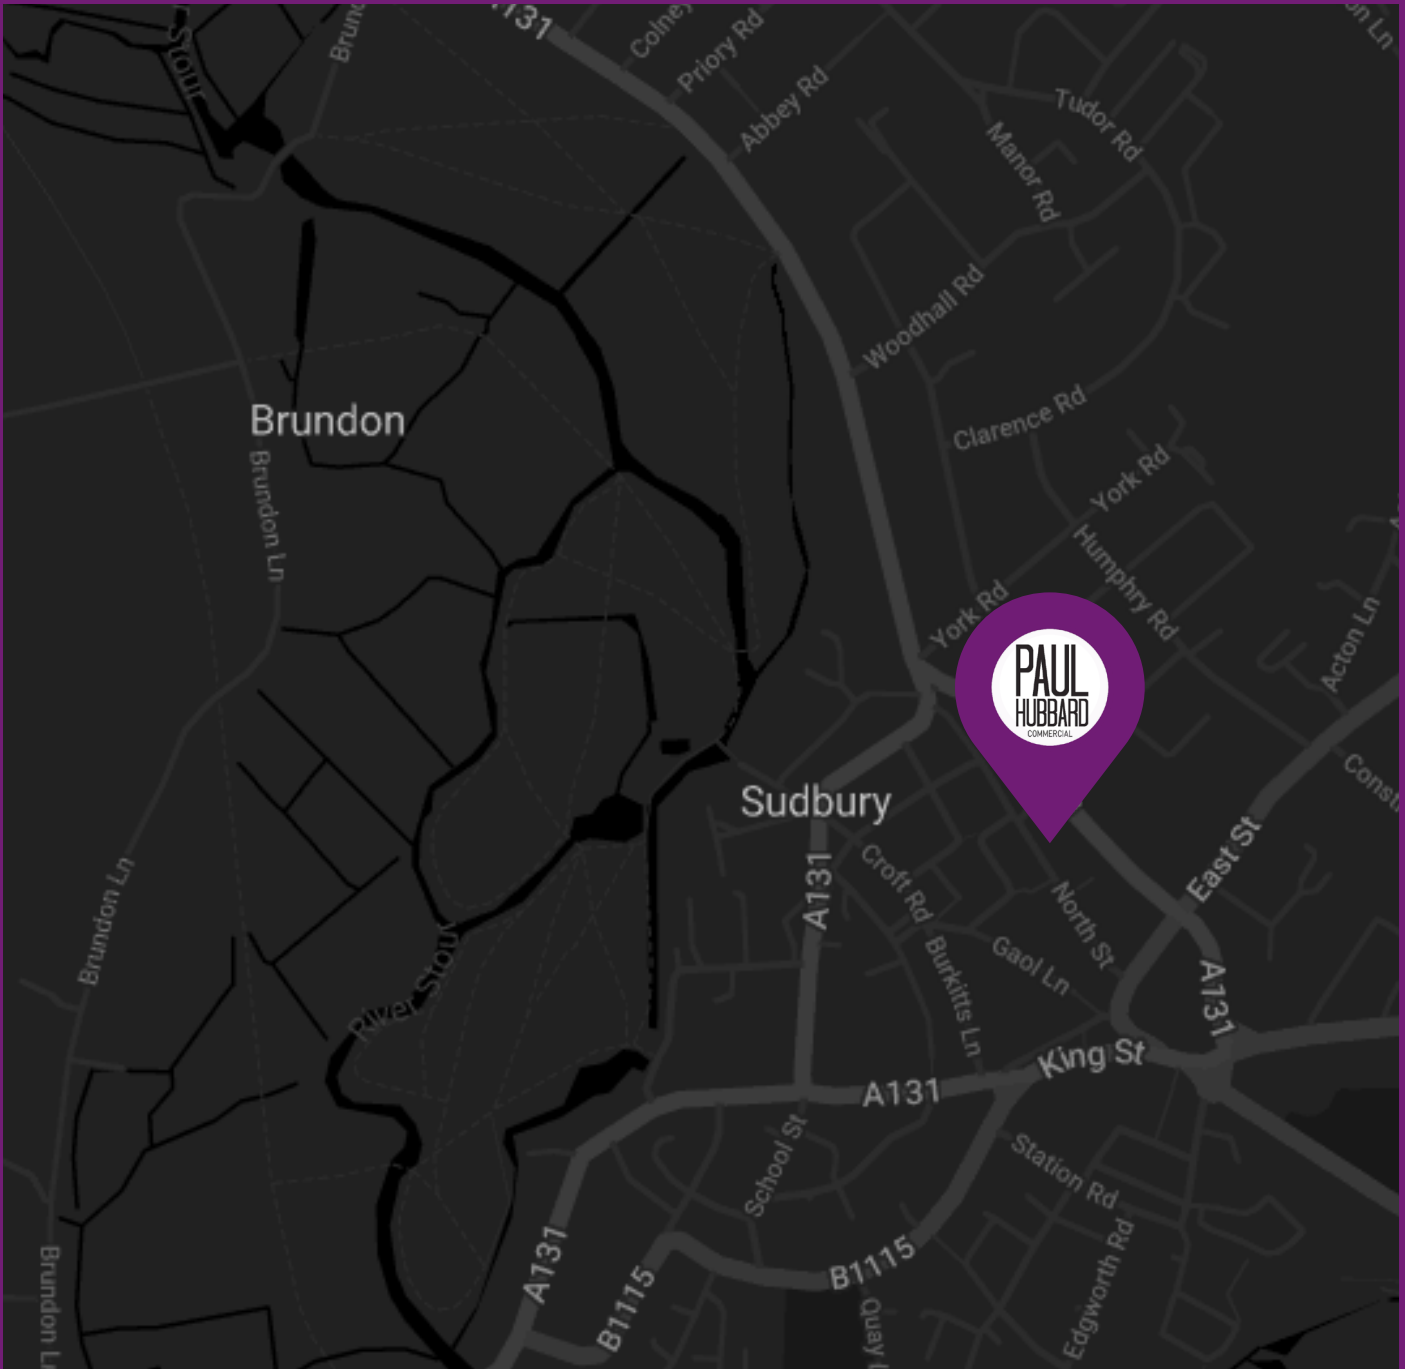 A131
Colney
Priory Rd
Abbey Rd
Stour
Tudor Rd
Manor Rd
Woodhall Rd
Clarence Rd
York Rd
Humphry Rd
York Rd
Acton Ln
Brundon
Brundon Ln
PAUL
HUBBARD
COMMERCIAL
Sudbury
A131
Croft Rd
East St
North St
Gaol Ln
Burkitts Ln
A131
Brundon Ln
River Stour
King St
A131
School St
Station Rd
Edgworth Rd
A131
B1115
B1115
Quay
Brundon L